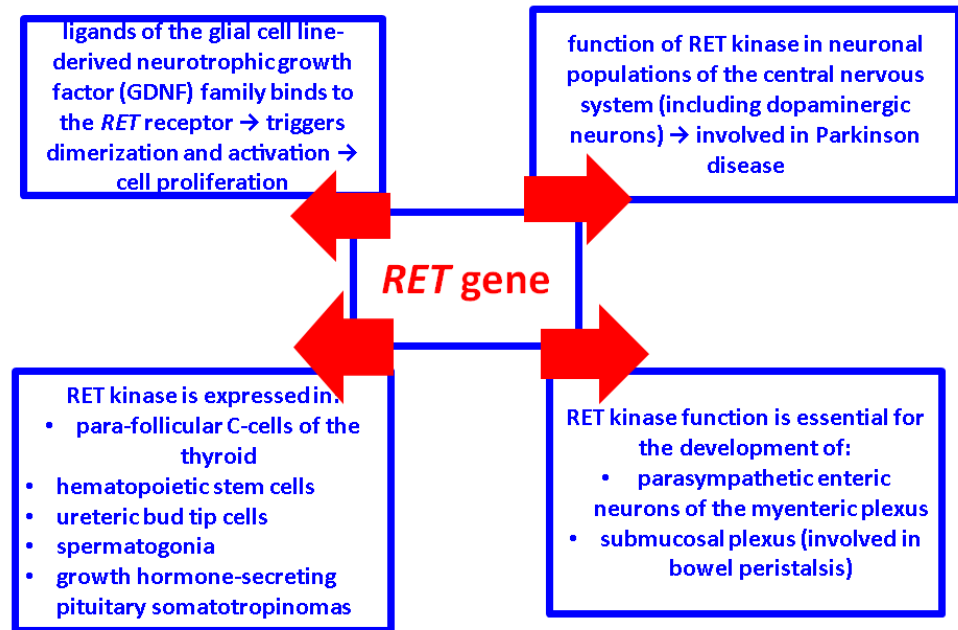 ligands of the glial cell line-
derived neurotrophic growth
factor (GDNF) family binds to
the RET receptor → triggers
dimerization and activation →
cell proliferation
function of RET kinase in neuronal
populations of the central nervous
system (including dopaminergic
neurons) → involved in Parkinson
disease
RET gene
RET kinase is expressed in:
• para-follicular C-cells of the
thyroid
• hematopoietic stem cells
• ureteric bud tip cells
• spermatogonia
• growth hormone-secreting
pituitary somatotropinomas
RET kinase function is essential for
the development of:
• parasympathetic enteric
neurons of the myenteric plexus
• submucosal plexus (involved in
bowel peristalsis)